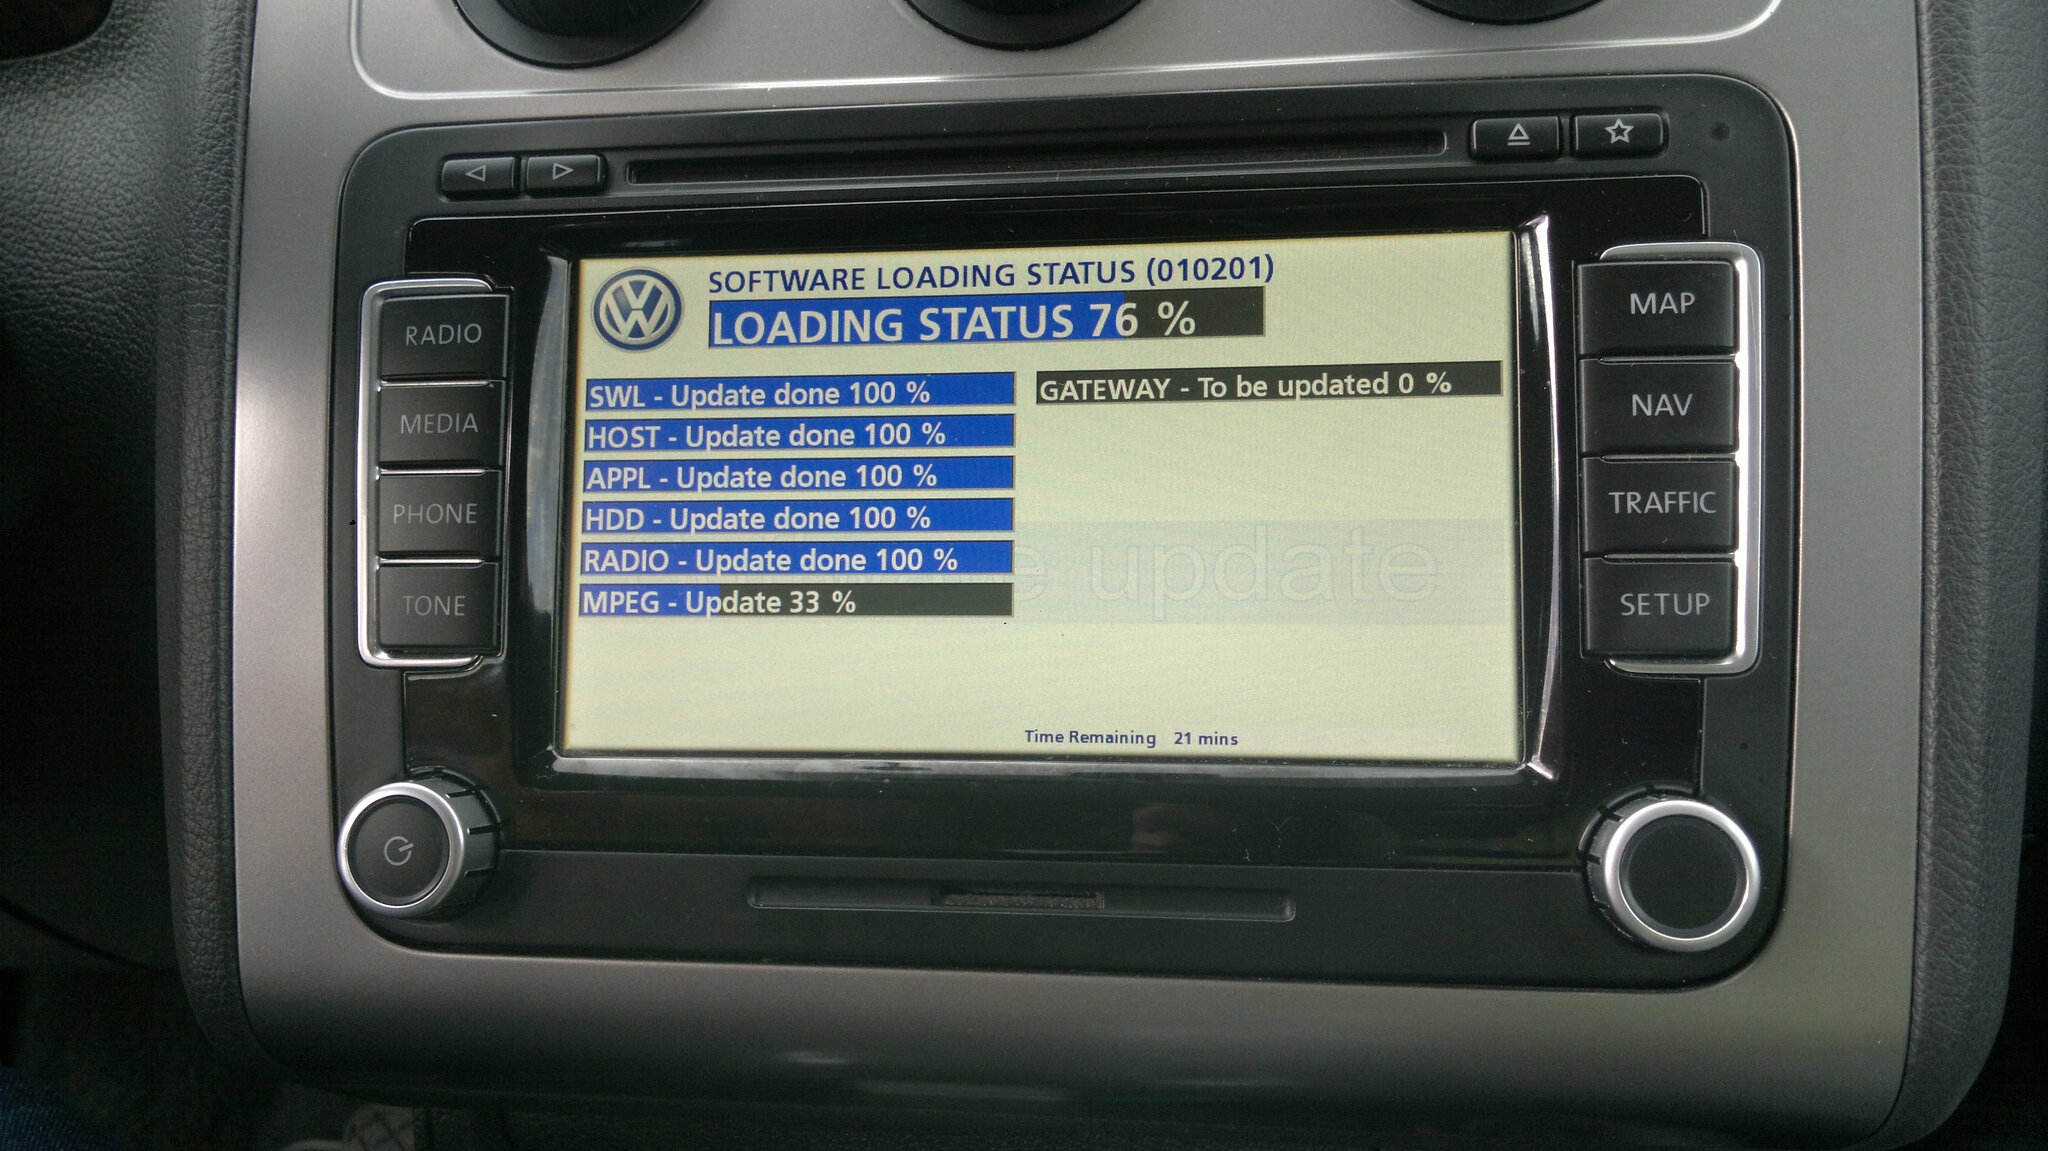 SOFTWARE LOADING STATUS (010201)
LOADING STATUS 76 %
SWL - Update done 100 %
HOST - Update done 100 %
APPL - Update done 100 %
HDD - Update done 100 %
RADIO - Update done 100 %
MPEG - Update 33 %
GATEWAY - To be updated 0 %
update
Time Remaining 21 mins
RADIO
MEDIA
PHONE
TONE
MAP
NAV
TRAFFIC
SETUP